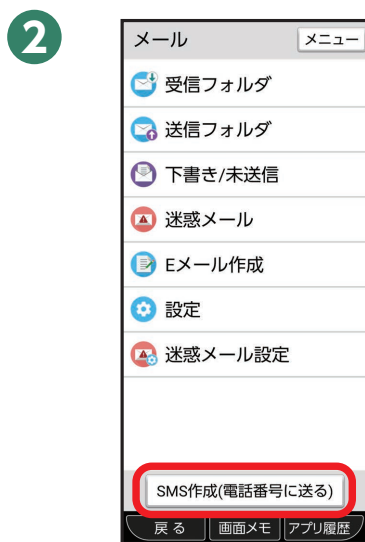 2
メール
メニュー
受信フォルダ
送信フォルダ
下書き/未送信
迷惑メール
Eメール作成
設定
迷惑メール設定
SMS作成(電話番号に送る)
戻る 画面メモ アプリ履歴